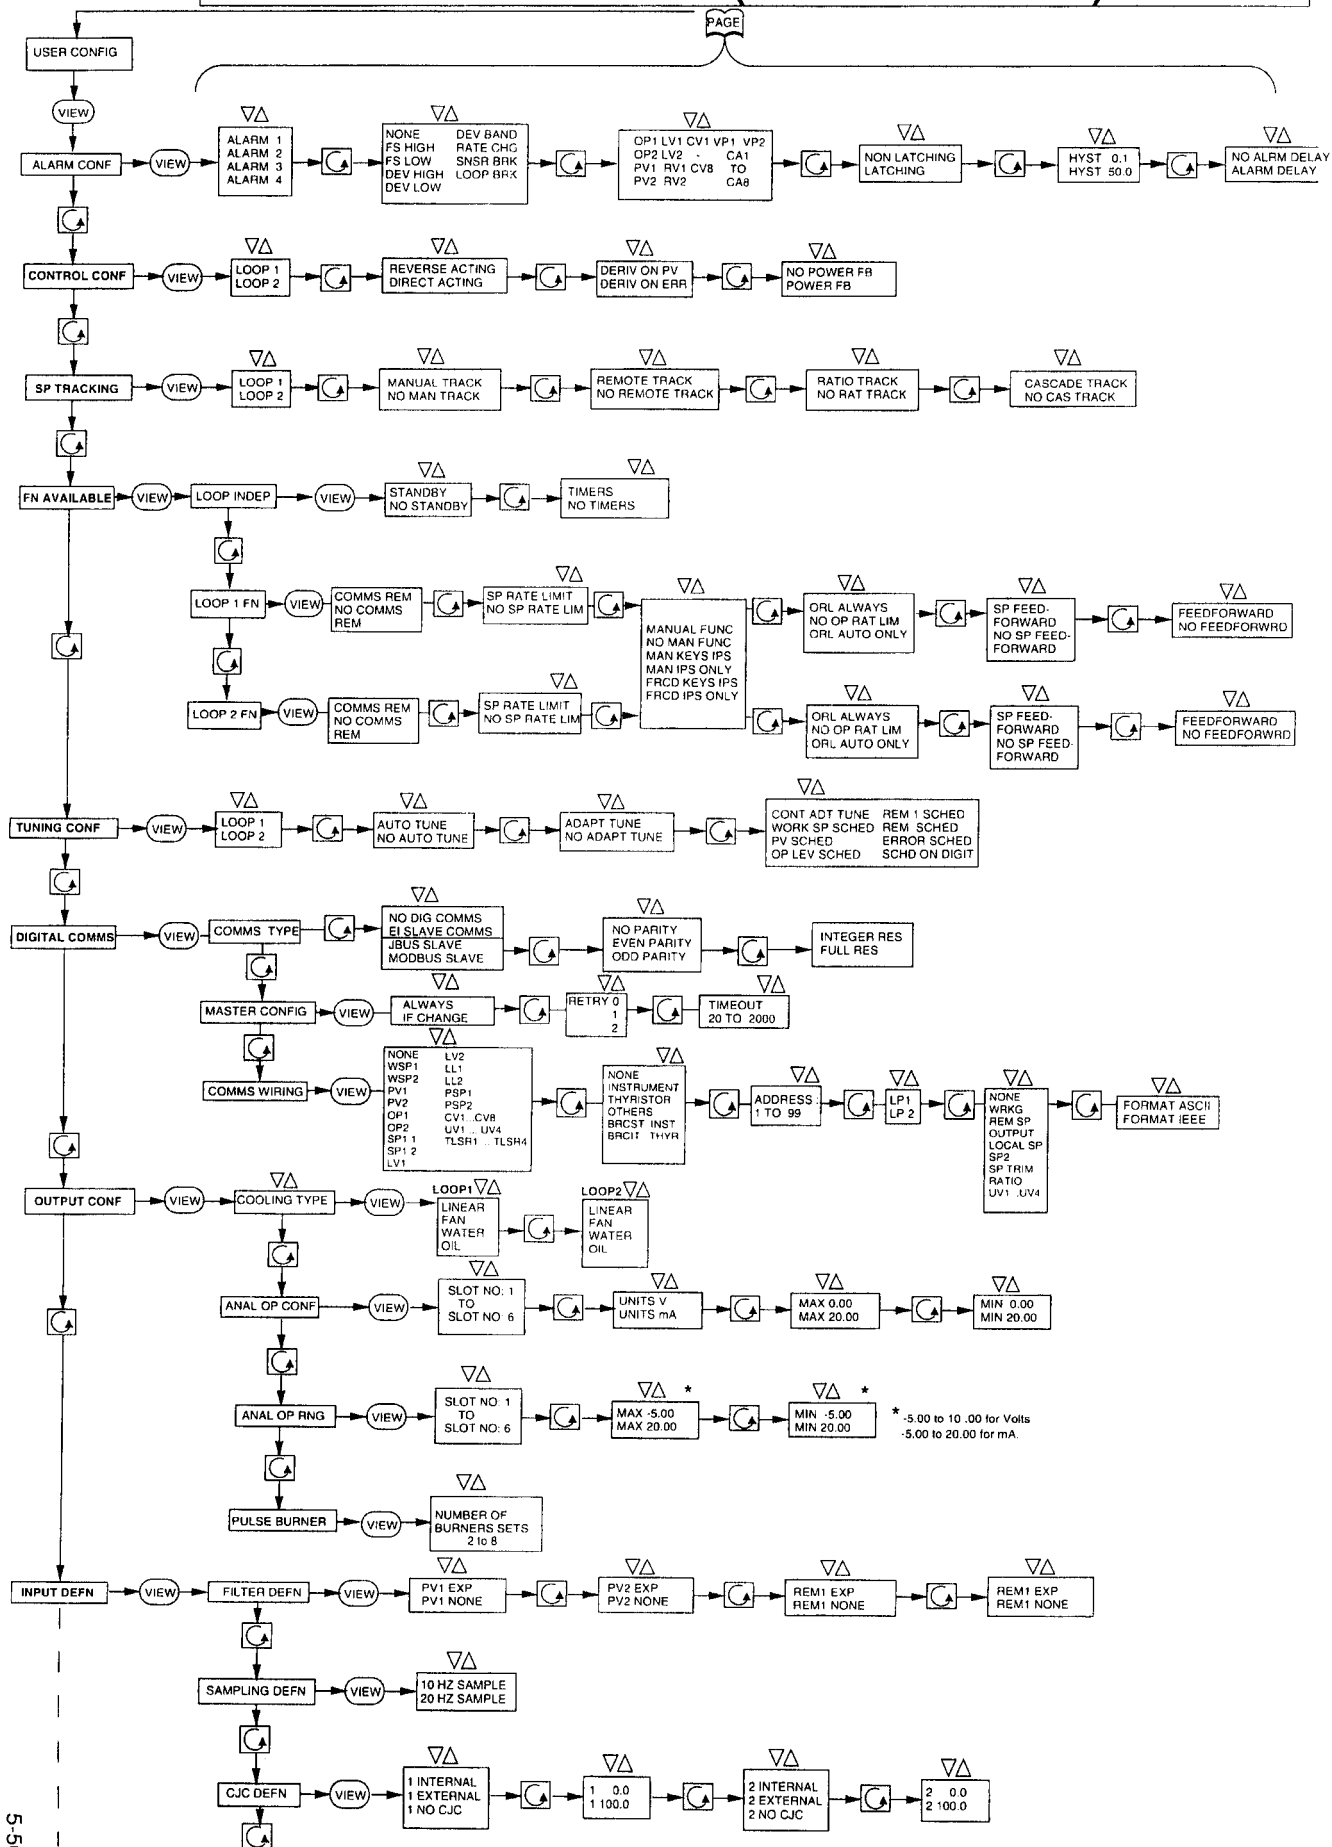 PAGE
USER CONFIG
VIEW
ALARM CONF
VIEW
ALARM 1
ALARM 2
ALARM 3
ALARM 4
NONE DEV BAND
FS HIGH RATE CHG
FS LOW SNSR BRK
DEV HIGH LOOP BRK
DEV LOW
OP1 LV1 CV1 VP1 VP2
OP2 LV2 - CA1
PV1 RV1 CV8 TO
PV2 RV2 CA8
NON LATCHING
LATCHING
HYST 0.1
HYST 50.0
NO ALRM DELAY
ALARM DELAY
CONTROL CONF
VIEW
LOOP 1
LOOP 2
REVERSE ACTING
DIRECT ACTING
DERIV ON PV
DERIV ON ERR
NO POWER FB
POWER FB
SP TRACKING
VIEW
LOOP 1
LOOP 2
MANUAL TRACK
NO MAN TRACK
REMOTE TRACK
NO REMOTE TRACK
RATIO TRACK
NO RAT TRACK
CASCADE TRACK
NO CAS TRACK
FN AVAILABLE
VIEW
LOOP INDEP
VIEW
STANDBY
NO STANDBY
TIMERS
NO TIMERS
LOOP 1 FN
VIEW
COMMS REM
NO COMMS
REM
SP RATE LIMIT
NO SP RATE LIM
MANUAL FUNC
NO MAN FUNC
MAN KEYS IPS
MAN IPS ONLY
FRCD KEYS IPS
FRCD IPS ONLY
ORL ALWAYS
NO OP RAT LIM
ORL AUTO ONLY
SP FEED-
FORWARD
NO SP FEED-
FORWARD
FEEDFORWARD
NO FEEDFORWRD
LOOP 2 FN
VIEW
COMMS REM
NO COMMS
REM
SP RATE LIMIT
NO SP RATE LIM
ORL ALWAYS
NO OP RAT LIM
ORL AUTO ONLY
SP FEED-
FORWARD
NO SP FEED-
FORWARD
FEEDFORWARD
NO FEEDFORWRD
TUNING CONF
VIEW
LOOP 1
LOOP 2
AUTO TUNE
NO AUTO TUNE
ADAPT TUNE
NO ADAPT TUNE
CONT ADT TUNE REM 1 SCHED
WORK SP SCHED REM SCHED
PV SCHED ERROR SCHED
OP LEV SCHED SCHD ON DIGIT
DIGITAL COMMS
VIEW
COMMS TYPE
NO DIG COMMS
EI SLAVE COMMS
JBUS SLAVE
MODBUS SLAVE
NO PARITY
EVEN PARITY
ODD PARITY
INTEGER RES
FULL RES
MASTER CONFIG
VIEW
ALWAYS
IF CHANGE
RETRY 0
1
2
TIMEOUT
20 TO 2000
COMMS WIRING
VIEW
NONE LV2
WSP1 LL1
WSP2 LL2
PV1 PSP1
PV2 PSP2
OP1 CV1...CV8
OP2 UV1... UV4
SP1 1 TLSR1 .. TLSR4
SP1 2
LV1
NONE
INSTRUMENT
THYRISTOR
OTHERS
BRCST INST
BRCIT THYR
ADDRESS :
1 TO 99
LP1
LP 2
NONE
WRKG
REM SP
OUTPUT
LOCAL SP
SP2
SP TRIM
RATIO
UV1 ..UV4
FORMAT ASCII
FORMAT IEEE
OUTPUT CONF
VIEW
COOLING TYPE
VIEW
LOOP1
LINEAR
FAN
WATER
OIL
LOOP2
LINEAR
FAN
WATER
OIL
ANAL OP CONF
VIEW
SLOT NO: 1
TO
SLOT NO: 6
UNITS V
UNITS mA
MAX 0.00
MAX 20.00
MIN 0.00
MIN 20.00
ANAL OP RNG
VIEW
SLOT NO: 1
TO
SLOT NO: 6
*
MAX -5.00
MAX 20.00
*
MIN -5.00
MIN 20.00
* -5.00 to 10 .00 for Volts
-5.00 to 20.00 for mA.
PULSE BURNER
VIEW
NUMBER OF
BURNERS SETS
2 to 8
INPUT DEFN
VIEW
FILTER DEFN
VIEW
PV1 EXP
PV1 NONE
PV2 EXP
PV2 NONE
REM1 EXP
REM1 NONE
REM1 EXP
REM1 NONE
SAMPLING DEFN
VIEW
10 HZ SAMPLE
20 HZ SAMPLE
CJC DEFN
VIEW
1 INTERNAL
1 EXTERNAL
1 NO CJC
1 0.0
1 100.0
2 INTERNAL
2 EXTERNAL
2 NO CJC
2 0.0
2 100.0